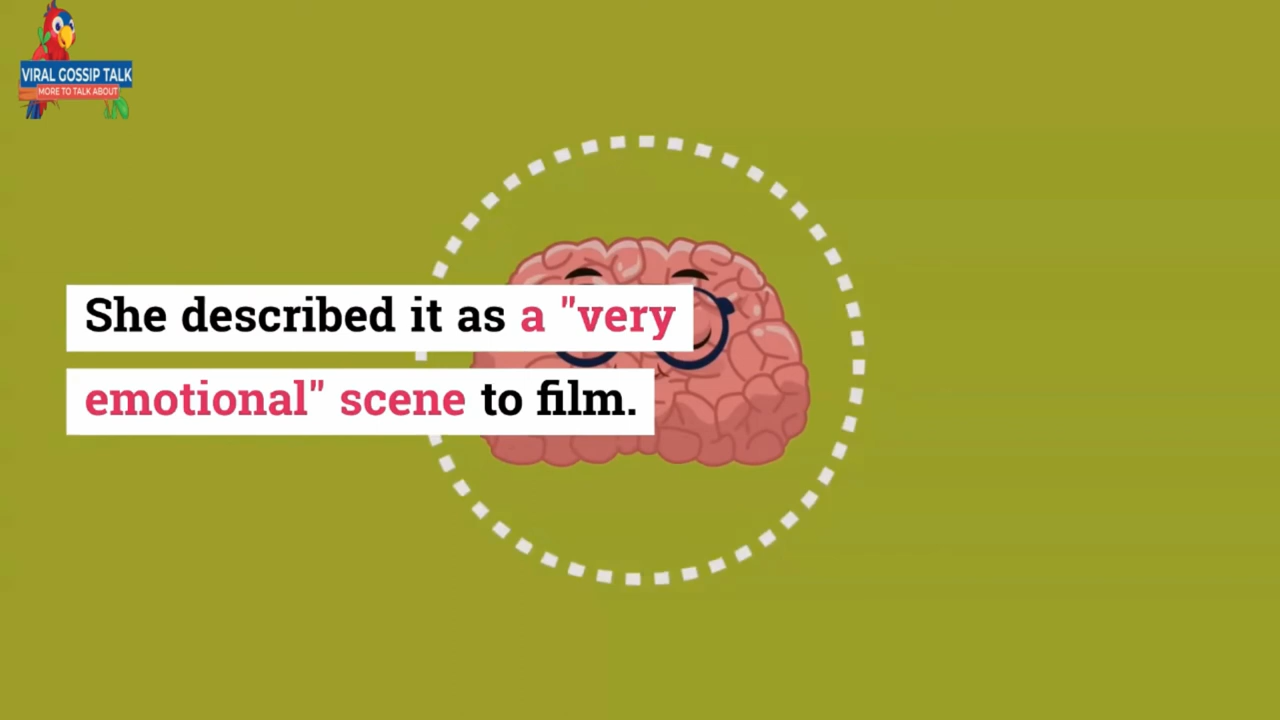 VIRAL GOSSIP TALK
MORE TO TALK ABOUT
She described it as a "very
emotional" scene to film.